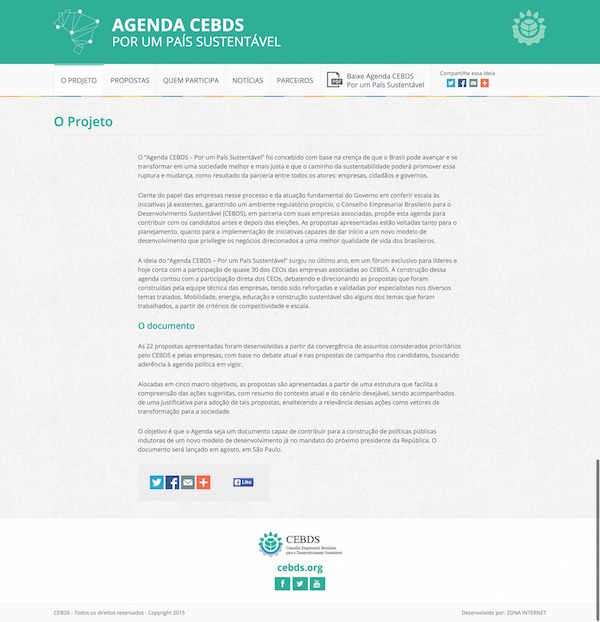 AGENDA CEBDS
POR UM PAÍS SUSTENTÁVEL
O PROJETO
PROPOSTAS
QUEM PARTICIPA
NOTÍCIAS
PARCEIROS
PDF
Baixe Agenda CEBDS
Por um País Sustentável
Compartilhe essa ideia
O Projeto
O "Agenda CEBDS – Por um País Sustentável" foi concebido com base na crença de que o Brasil pode avançar e se
transformar em uma sociedade melhor e mais justa e que o caminho da sustentabilidade poderá promover essa
ruptura e mudança, como resultado da parceria entre todos os atores: empresas, cidadãos e governos.
Ciente do papel das empresas nesse processo e da atuação fundamental do Governo em conferir escala às
iniciativas já existentes, garantindo um ambiente regulatório propício, o Conselho Empresarial Brasileiro para o
Desenvolvimento Sustentável (CEBDS), em parceria com suas empresas associadas, propõe esta agenda para
contribuir com os candidatos antes e depois das eleições. As propostas apresentadas estão voltadas tanto para o
planejamento, quanto para a implementação de iniciativas capazes de dar início a um novo modelo de
desenvolvimento que privilegie os negócios direcionados a uma melhor qualidade de vida dos brasileiros.
A ideia do "Agenda CEBDS – Por um País Sustentável" surgiu no último ano, em um fórum exclusivo para líderes e
hoje conta com a participação de quase 30 dos CEOs das empresas associadas ao CEBDS. A construção dessa
agenda contou com a participação direta dos CEOs, debatendo e direcionando as propostas que foram
construídas pela equipe técnica das empresas, tendo sido reforçadas e validadas por especialistas nos diversos
temas tratados. Mobilidade, energia, educação e construção sustentável são alguns dos temas que foram
trabalhados, a partir de critérios de competitividade e escala.
O documento
As 22 propostas apresentadas foram desenvolvidas a partir da convergência de assuntos considerados prioritários
pelo CEBDS e pelas empresas, com base no debate atual e nas propostas de campanha dos candidatos, buscando
aderência à agenda política em vigor.
Alocadas em cinco macro objetivos, as propostas são apresentadas a partir de uma estrutura que facilita a
compreensão das ações sugeridas, com resumo do contexto atual e do cenário desejável, sendo acompanhados
de uma justificativa para adoção de tais propostas, enaltecendo a relevância dessas ações como vetores de
transformação para a sociedade.
O objetivo é que o Agenda seja um documento capaz de contribuir para a construção de políticas públicas
indutoras de um novo modelo de desenvolvimento já no mandato do próximo presidente da República. O
documento será lançado em agosto, em São Paulo.
Like
CEBDS
Conselho Empresarial Brasileiro
para o Desenvolvimento Sustentável
cebds.org
CEBDS - Todos os direitos reservados - Copyright 2015
Desenvolvido por: ZONA INTERNET